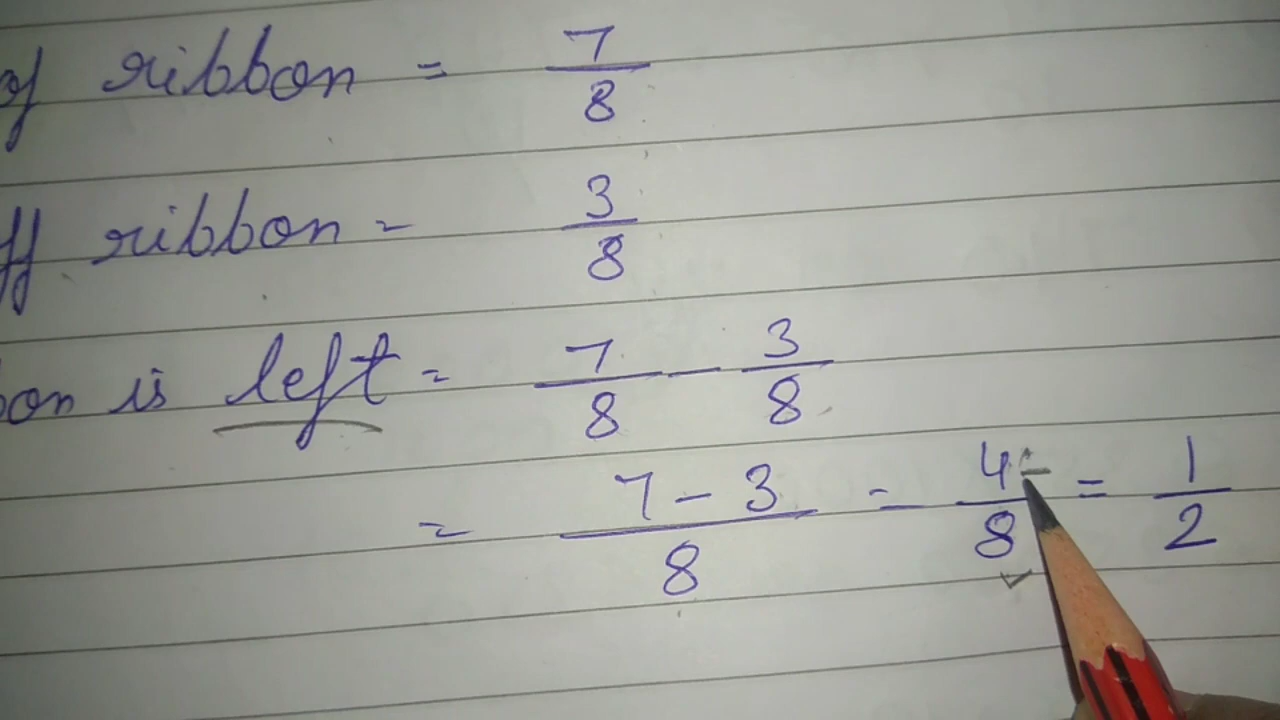 of ribbon = 7/8
ribbon = 3/8
is left = 7/8 - 3/8
= 7 - 3/8 = 4/8 = 1/2